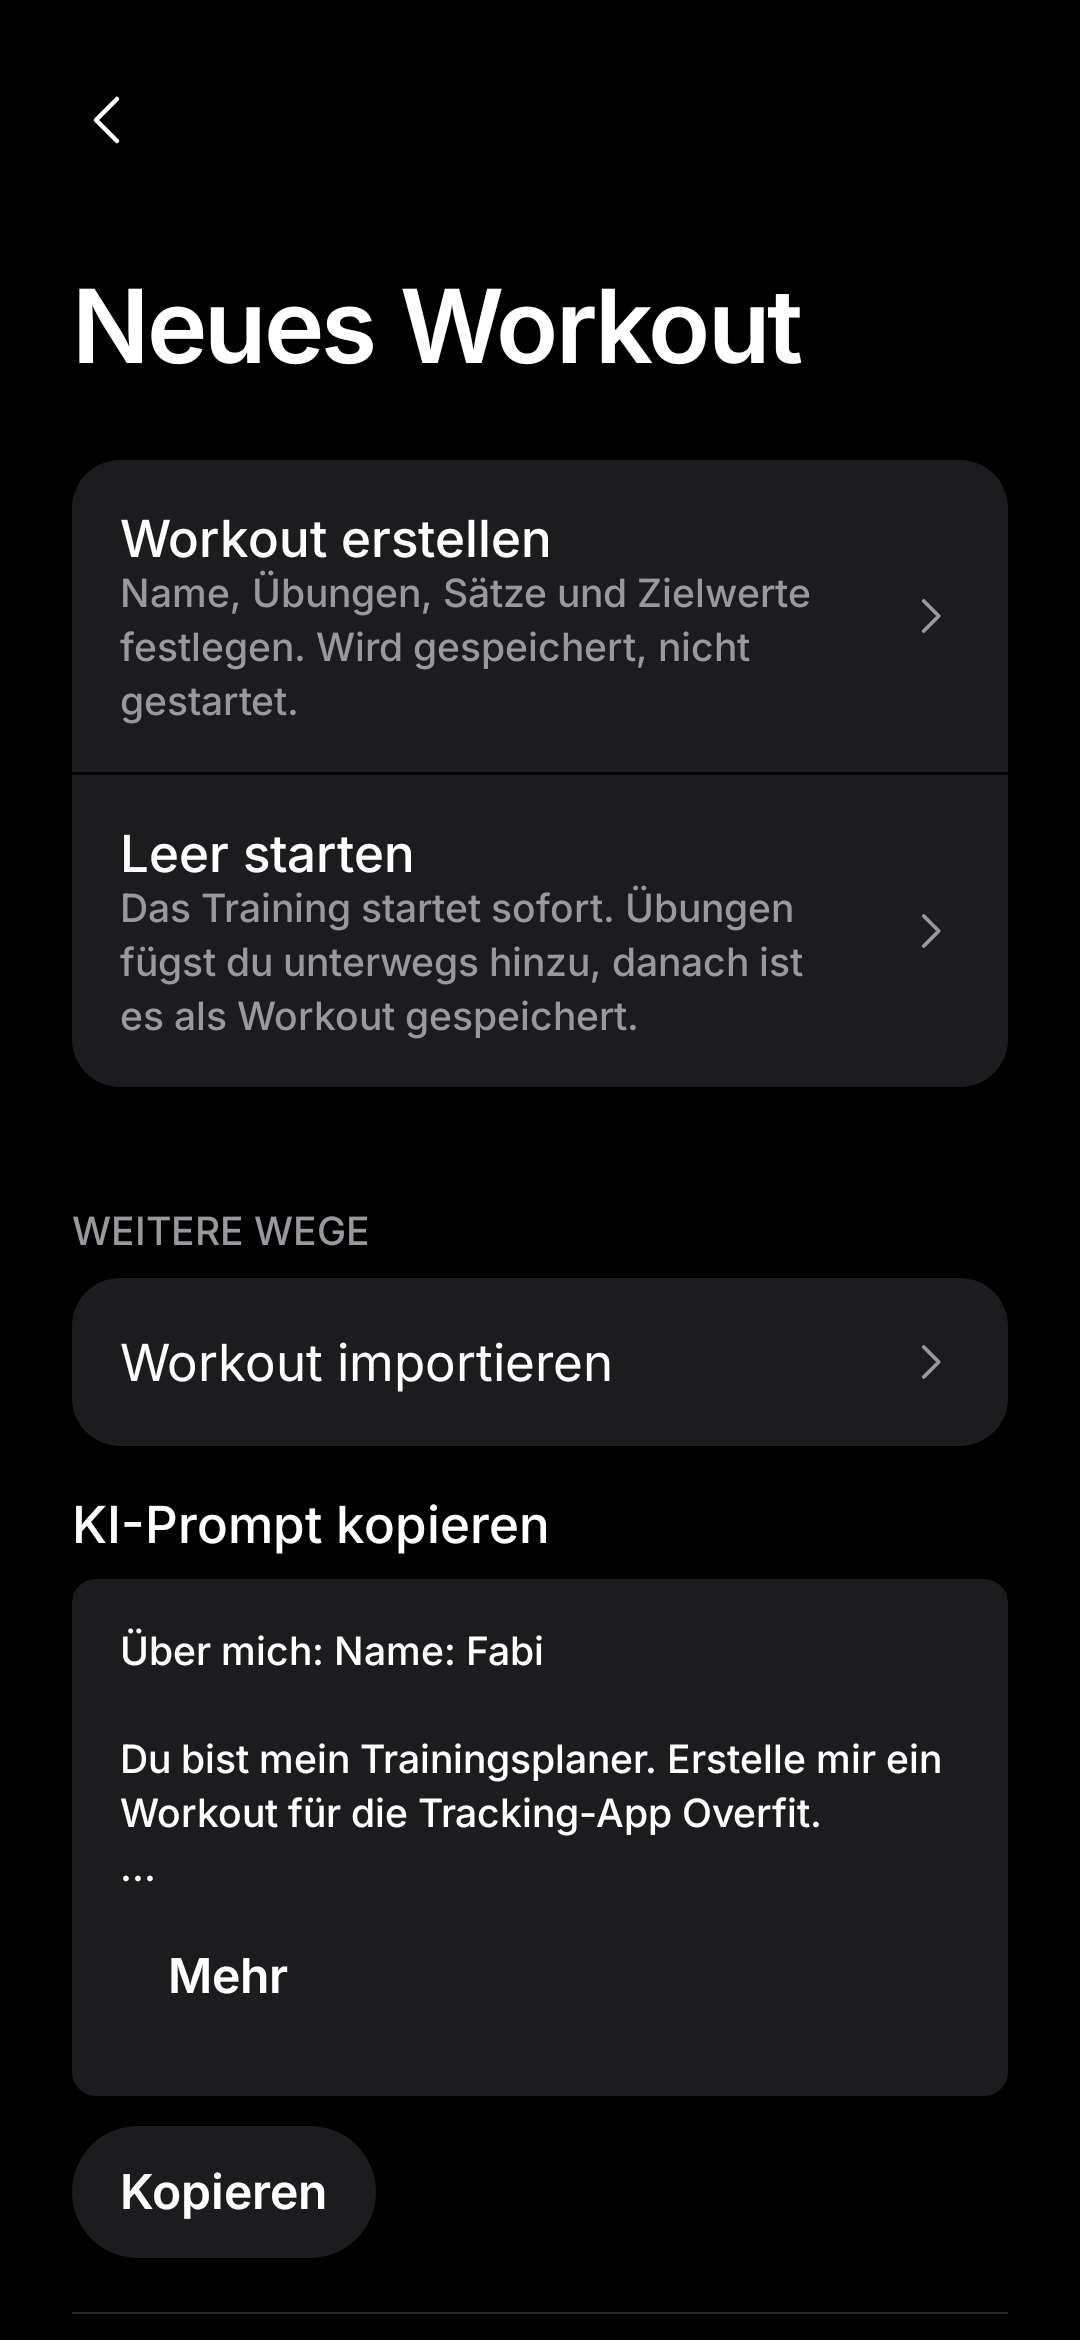 Neues Workout
Workout erstellen
Name, Übungen, Sätze und Zielwerte
festlegen. Wird gespeichert, nicht
gestartet.
Leer starten
Das Training startet sofort. Übungen
fügst du unterwegs hinzu, danach ist
es als Workout gespeichert.
WEITERE WEGE
Workout importieren
KI-Prompt kopieren
Über mich: Name: Fabi
Du bist mein Trainingsplaner. Erstelle mir ein
Workout für die Tracking-App Overfit.
...
Mehr
Kopieren